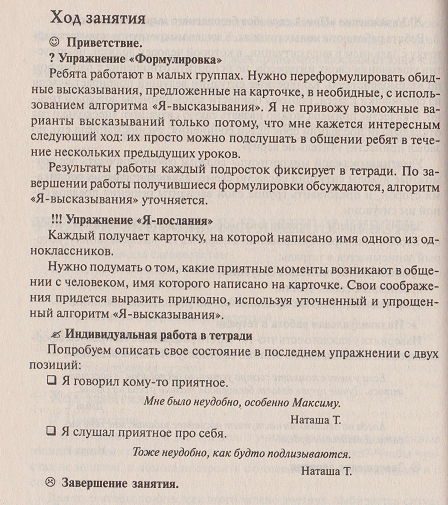 Ход занятия
☺ Приветствие.
? Упражнение «Формулировка»
Ребята работают в малых группах. Нужно переформулировать обид-
ные высказывания, предложенные на карточке, в необидные, с исполь-
зованием алгоритма «Я-высказывания». Я не привожу возможные ва-
рианты высказываний только потому, что мне кажется интересным
следующий ход: их просто можно подслушать в общении ребят в тече-
ние нескольких предыдущих уроков.
Результаты работы каждый подросток фиксирует в тетради. По за-
вершении работы получившиеся формулировки обсуждаются, алгоритм
«Я-высказывания» уточняется.
!!! Упражнение «Я-послания»
Каждый получает карточку, на которой написано имя одного из од-
ноклассников.
Нужно подумать о том, какие приятные моменты возникают в обще-
нии с человеком, имя которого написано на карточке. Свои соображе-
ния придется выразить прилюдно, используя уточненный и упрощен-
ный алгоритм «Я-высказывания».
✍ Индивидуальная работа в тетради
Попробуем описать свое состояние в последнем упражнении с двух
позиций:
❑ Я говорил кому-то приятное.
Мне было неудобно, особенно Максиму.
Наташа Т.
❑ Я слушал приятное про себя.
Тоже неудобно, как будто подлизываются.
Наташа Т.
☹ Завершение занятия.